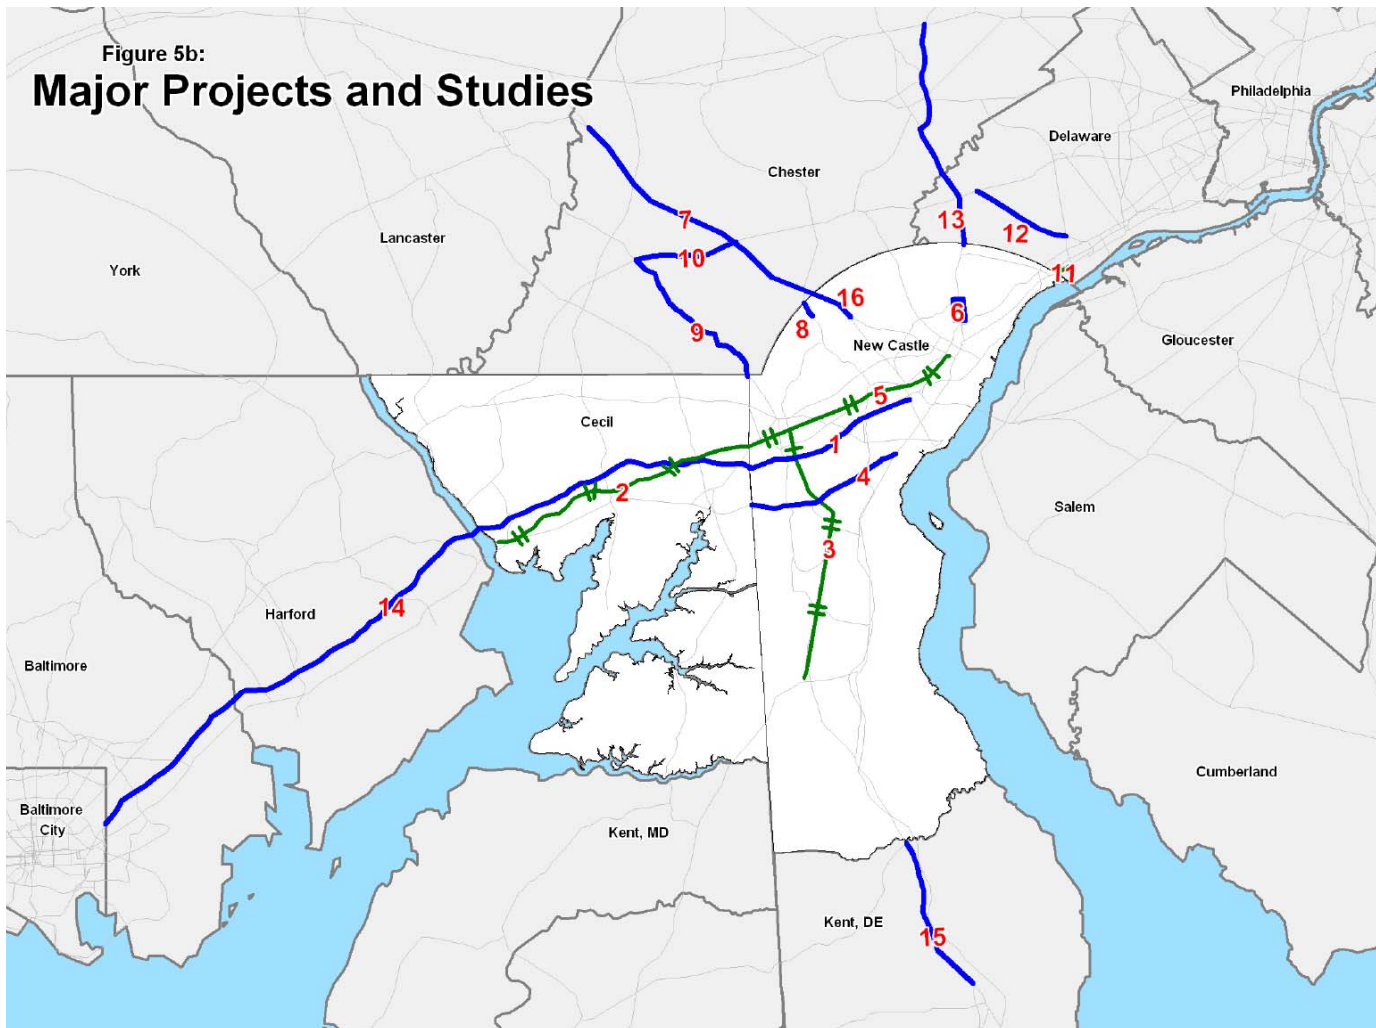 Figure 5b:
Major Projects and Studies
Philadelphia
Delaware
Chester
7
13
12
Lancaster
10
York
11
16
6
8
9
New Castle
Gloucester
5
Cecil
1
4
2
Salem
3
14
Harford
Baltimore
Cumberland
Baltimore
City
Kent, MD
Kent, DE
15